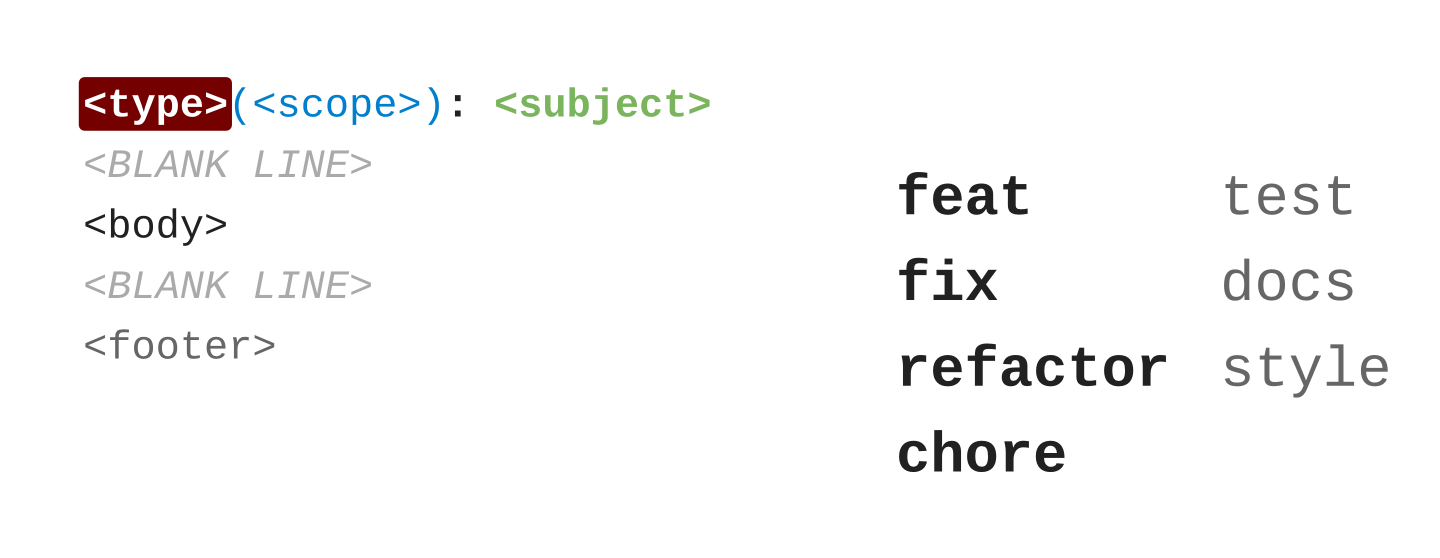 <type>(<scope>): <subject>
<BLANK LINE>
<body>
<BLANK LINE>
<footer>
feat test
fix docs
refactor style
chore